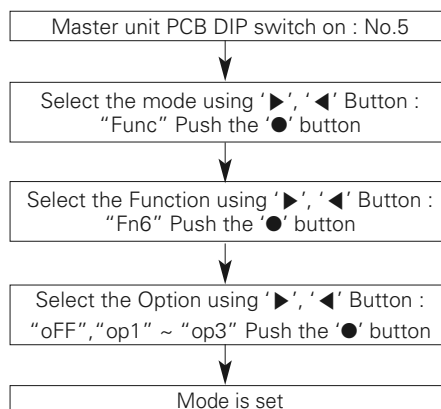 Master unit PCB DIP switch on : No.5
Select the mode using ‘▶’, ‘◀’ Button :
“Func” Push the ‘●’ button
Select the Function using ‘▶’, ‘◀’ Button :
“Fn6” Push the ‘●’ button
Select the Option using ‘▶’, ‘◀’ Button :
“oFF”,“op1” ~ “op3” Push the ‘●’ button
Mode is set